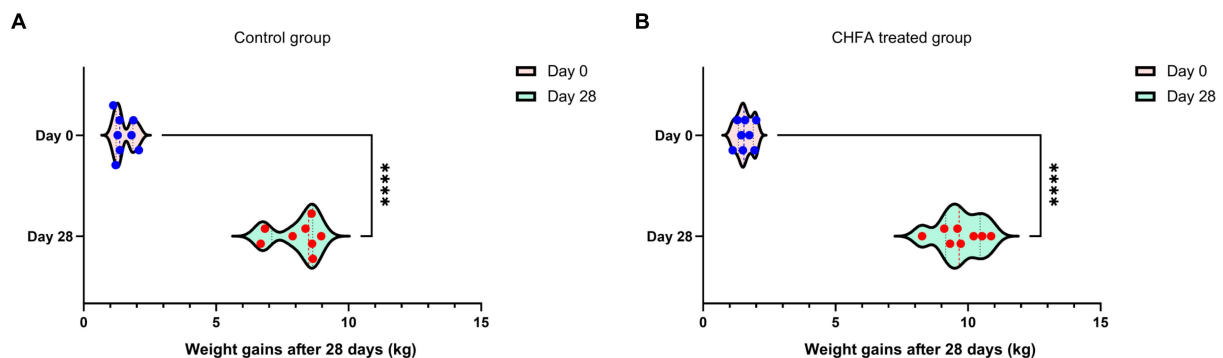 A
Control group
Day 0
Day 28
Day 0
Day 28
****
0 5 10 15
Weight gains after 28 days (kg)
B
CHFA treated group
Day 0
Day 28
Day 0
Day 28
****
0 5 10 15
Weight gains after 28 days (kg)